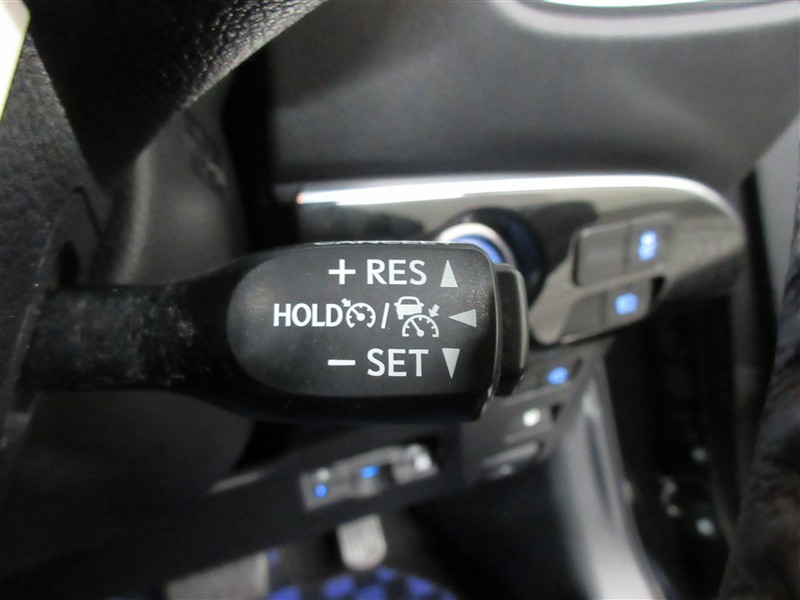 + RES
HOLD /
− SET